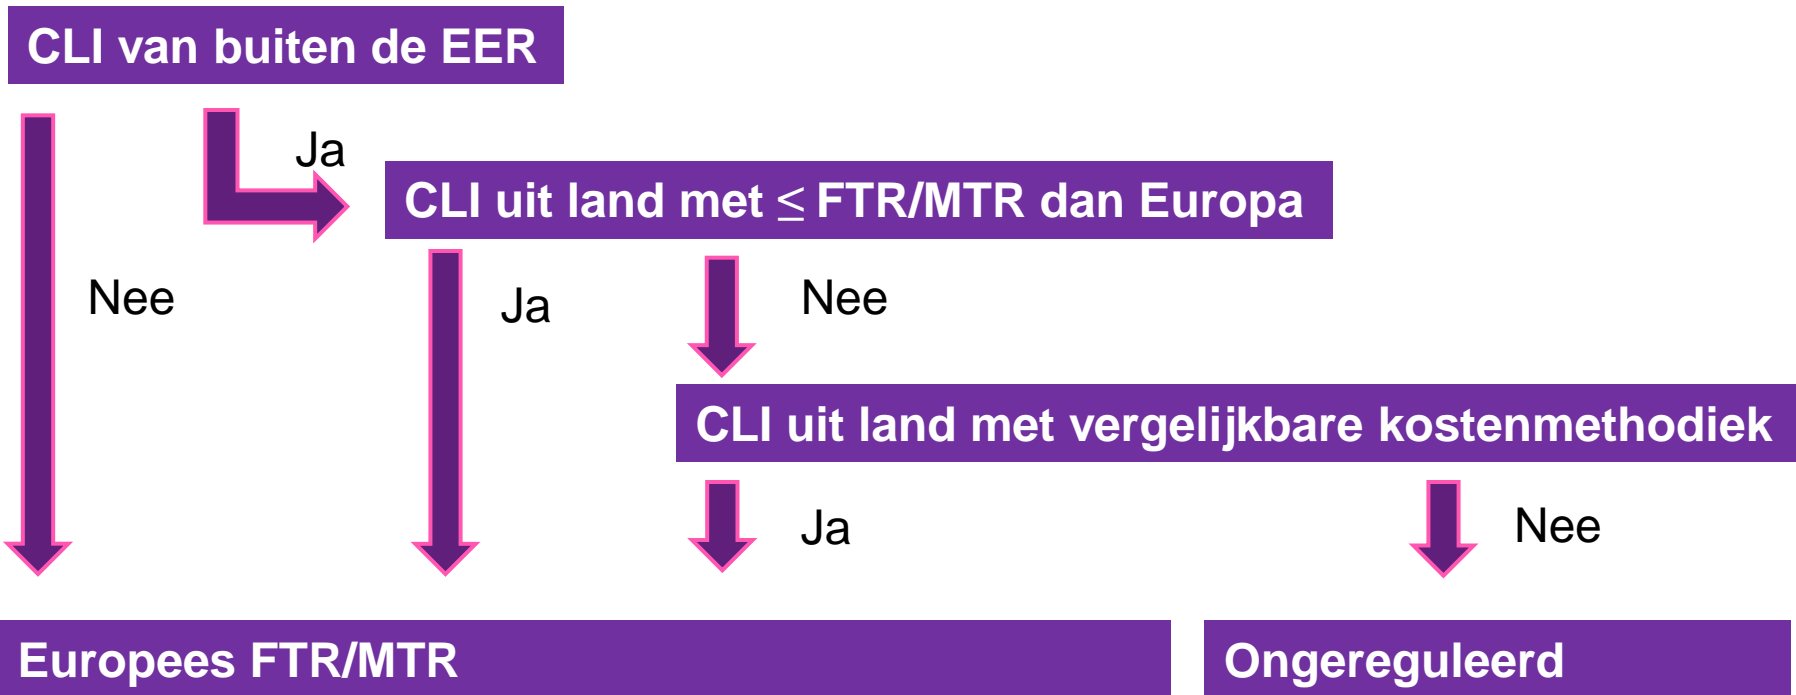 CLI van buiten de EER
Ja
CLI uit land met ≤ FTR/MTR dan Europa
Nee
Ja
Nee
CLI uit land met vergelijkbare kostenmethodiek
Ja
Nee
Europees FTR/MTR
Ongereguleerd